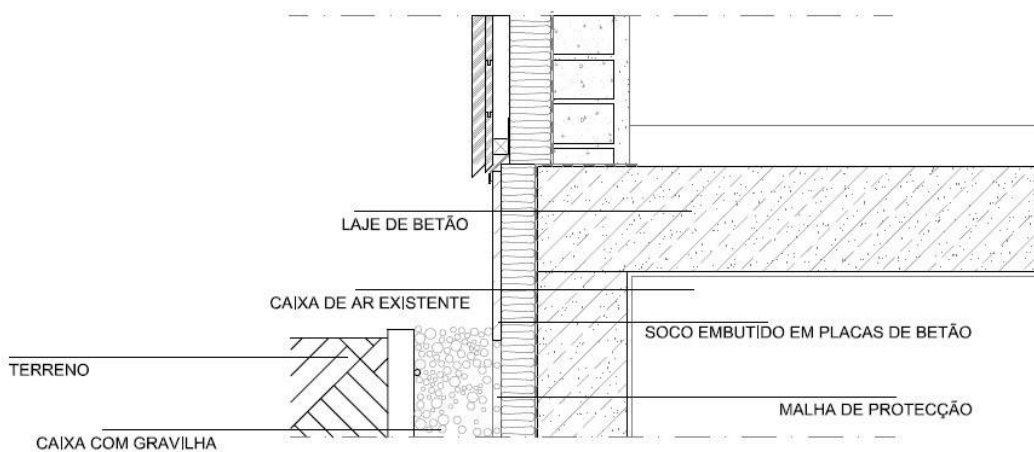 LAJE DE BETÃO
CAIXA DE AR EXISTENTE
SOCO EMBUTIDO EM PLACAS DE BETÃO
TERRENO
MALHA DE PROTECÇÃO
CAIXA COM GRAVILHA